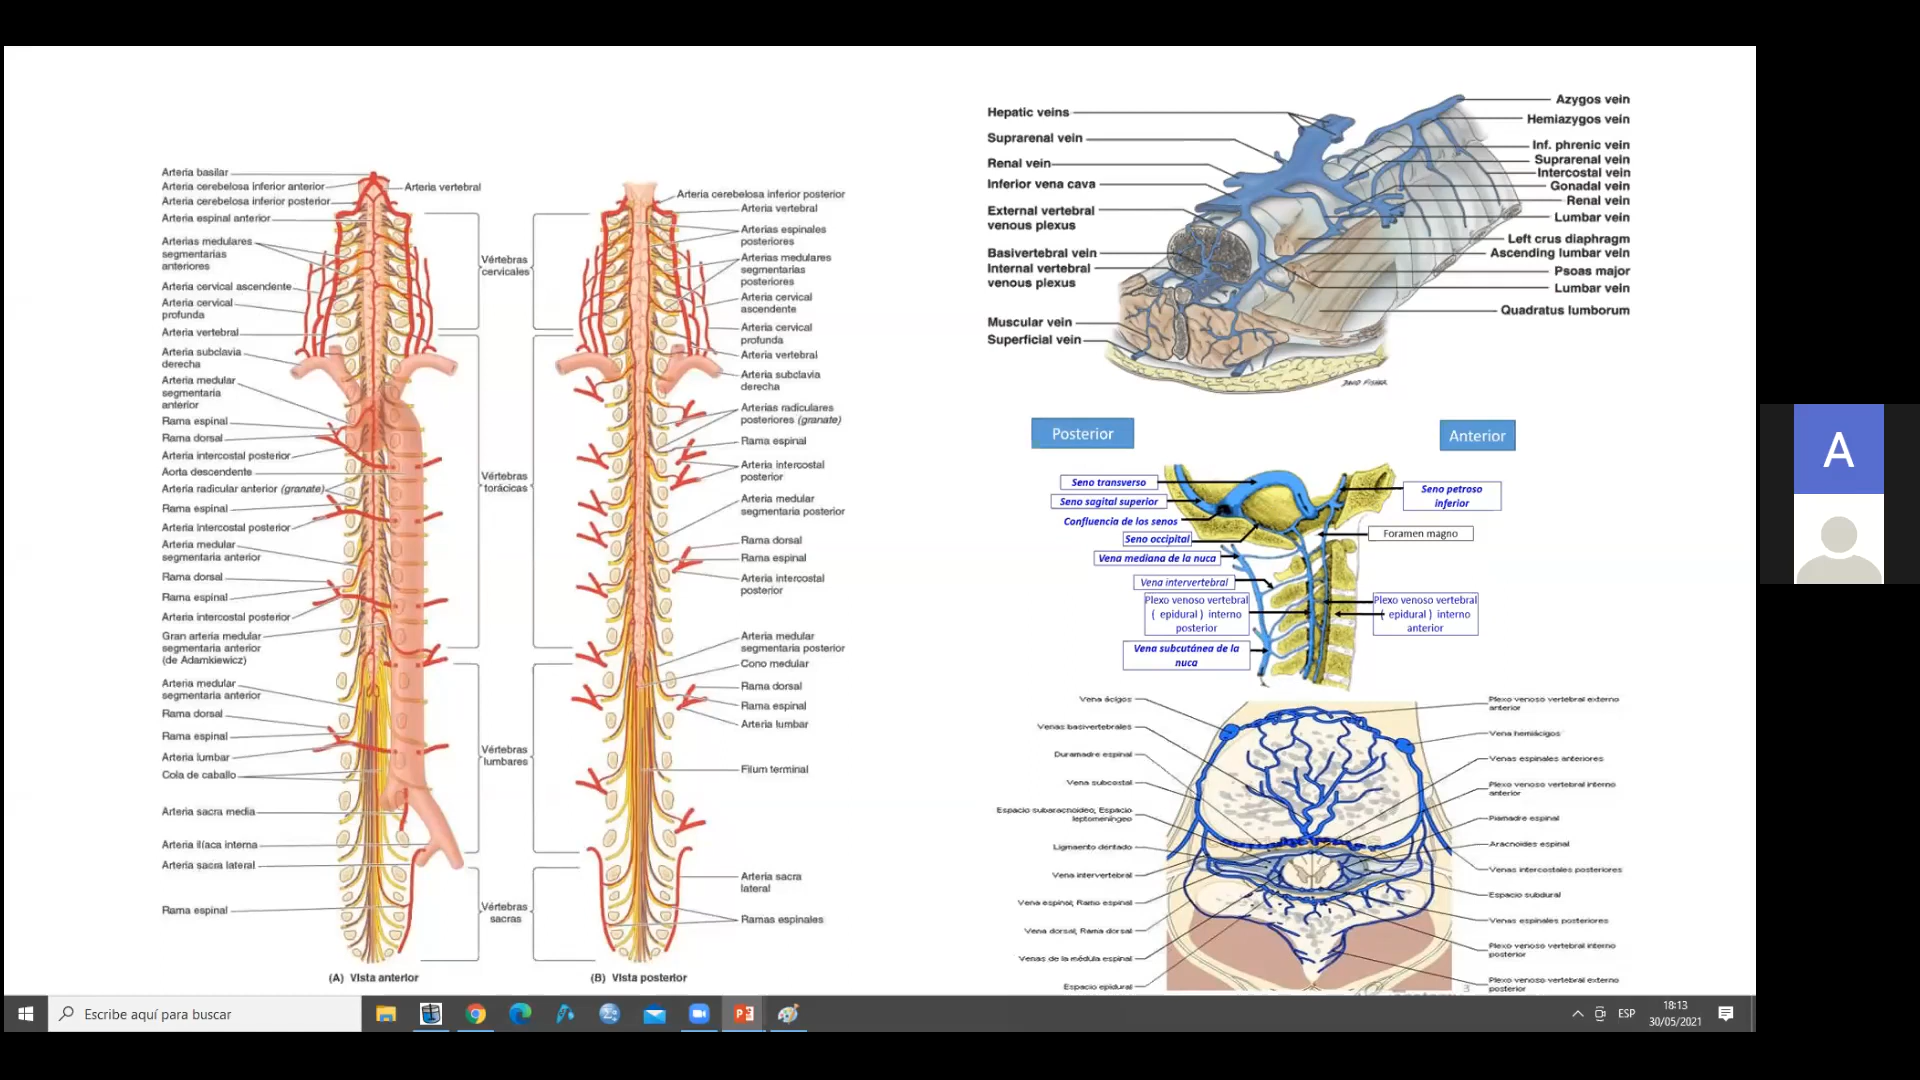 Arteria basilar
Arteria cerebelosa inferior anterior
Arteria cerebelosa inferior posterior
Arteria espinal anterior
Arterias medulares
segmentarias
anteriores
Arteria cervical ascendente
Arteria cervical
profunda
Arteria vertebral
Arteria subclavia
derecha
Arteria medular
segmentaria
anterior
Rama espinal
Rama dorsal
Arteria intercostal posterior
Aorta descendente
Arteria radicular anterior (granate)
Rama espinal
Arteria intercostal posterior
Arteria medular
segmentaria anterior
Rama dorsal
Rama espinal
Arteria intercostal posterior
Gran arteria medular
segmentaria anterior
(de Adamkiewicz)
Arteria medular
segmentaria anterior
Rama dorsal
Rama espinal
Arteria lumbar
Cola de caballo
Arteria sacra media
Arteria ilíaca interna
Arteria sacra lateral
Rama espinal
Arteria vertebral
Vértebras
cervicales
Vértebras
torácicas
Vértebras
lumbares
Vértebras
sacras
(A) Vista anterior
Arteria cerebelosa inferior posterior
Arteria vertebral
Arterias espinales
posteriores
Arterias medulares
segmentarias
posteriores
Arteria cervical
ascendente
Arteria cervical
profunda
Arteria vertebral
Arteria subclavia
derecha
Arterias radiculares
posteriores (granate)
Rama espinal
Arteria intercostal
posterior
Arteria medular
segmentaria posterior
Rama dorsal
Rama espinal
Arteria intercostal
posterior
Arteria medular
segmentaria posterior
Cono medular
Rama dorsal
Rama espinal
Arteria lumbar
Filum terminal
Arteria sacra
lateral
Ramas espinales
(B) Vista posterior
Hepatic veins
Suprarenal vein
Renal vein
Inferior vena cava
External vertebral
venous plexus
Basivertebral vein
Internal vertebral
venous plexus
Muscular vein
Superficial vein
Azygos vein
Hemiazygos vein
Inf. phrenic vein
Suprarenal vein
Intercostal vein
Gonadal vein
Renal vein
Lumbar vein
Left crus diaphragm
Ascending lumbar vein
Psoas major
Lumbar vein
Quadratus lumborum
DAVID FISHER
Posterior
Anterior
Seno transverso
Seno sagital superior
Confluencia de los senos
Seno occipital
Vena mediana de la nuca
Vena intervertebral
Plexo venoso vertebral
( epidural ) interno
posterior
Vena subcutánea de la
nuca
Seno petroso
inferior
Foramen magno
Plexo venoso vertebral
( epidural ) interno
anterior
Vena ácigos
Venas basivertebrales
Duramadre espinal
Vena subcostal
Espacio subaracnoideo; Espacio
leptomeníngeo
Ligmaento dentado
Vena intervertebral
Vena espinal; Ramo espinal
Vena dorsal; Rama dorsal
Venas de la médula espinal
Espacio epidural
Plexo venoso vertebral externo
anterior
Vena hemiácigos
Venas espinales anteriores
Plexo venoso vertebral interno
anterior
Piamadre espinal
Aracnoides espinal
Venas intercostales posteriores
Espacio subdural
Venas espinales posteriores
Plexo venoso vertebral interno
posterior
Plexo venoso vertebral externo
posterior
3
A
Escribe aquí para buscar
ESP
18:13
30/05/2021